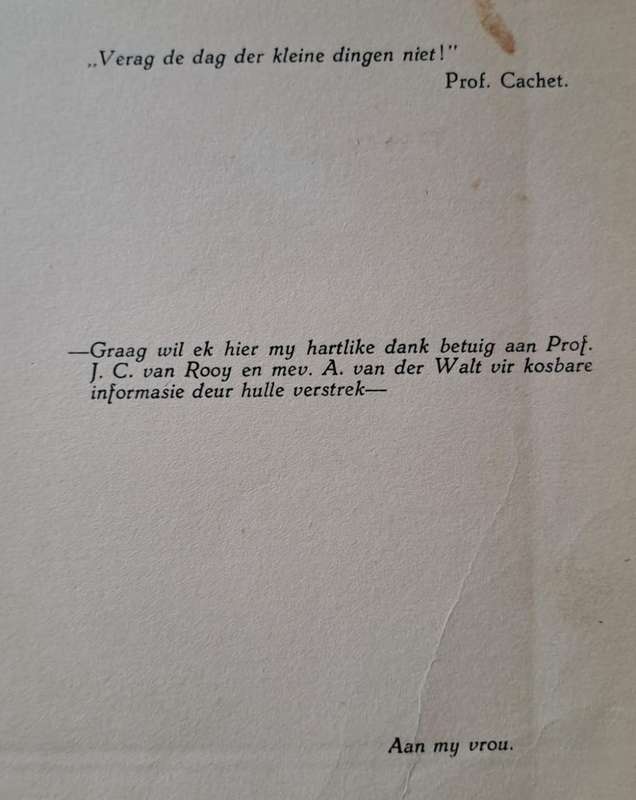 „Verag de dag der kleine dingen niet!”
Prof. Cachet.
—Graag wil ek hier my hartlike dank betuig aan Prof.
J. C. van Rooy en mev. A. van der Walt vir kosbare
informasie deur hulle verstrek—
Aan my vrou.